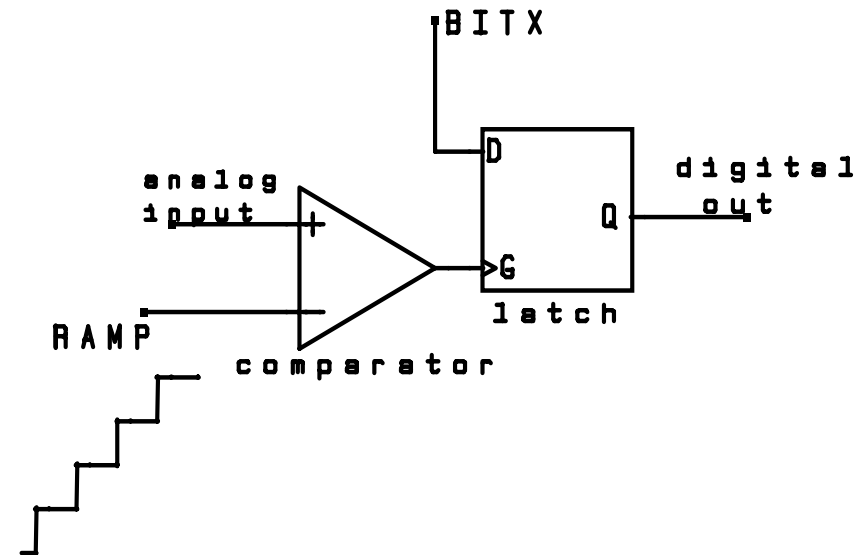 BITX
D
analog
input
+
−
G
Q
digital
out
latch
RAMP
comparator